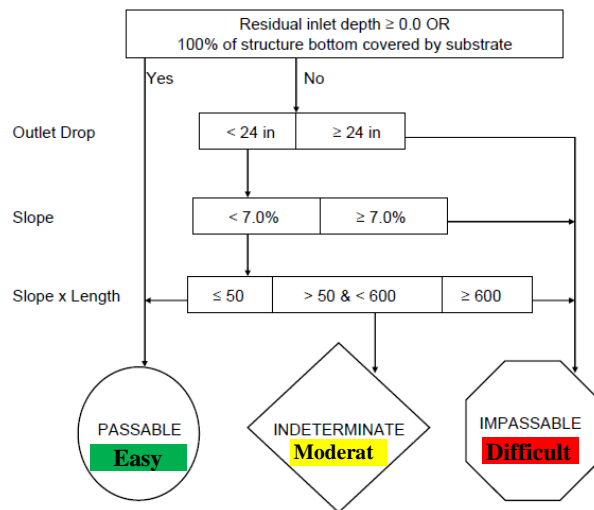 Residual inlet depth ≥ 0.0 OR
100% of structure bottom covered by substrate
Yes
No
Outlet Drop
< 24 in
≥ 24 in
Slope
< 7.0%
≥ 7.0%
Slope x Length
≤ 50
> 50 & < 600
≥ 600
PASSABLE
Easy
INDETERMINATE
Moderat
IMPASSABLE
Difficult